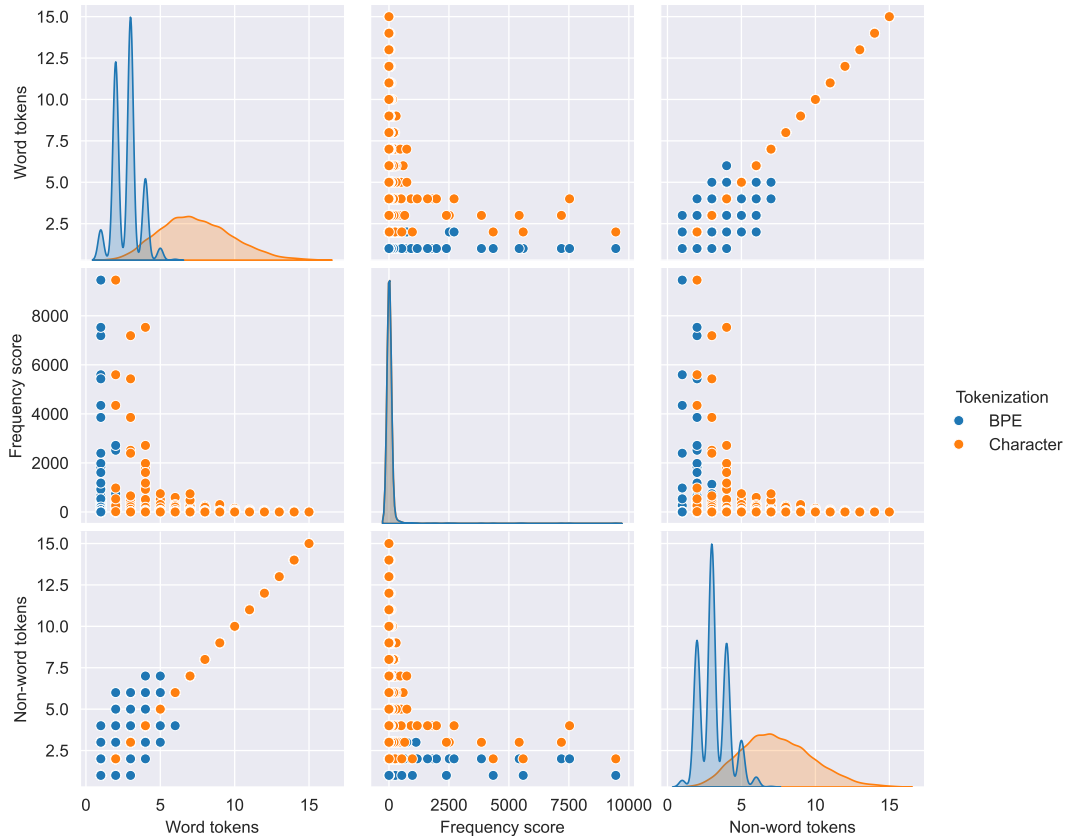 15.0
12.5
10.0
7.5
5.0
2.5
Word tokens
8000
6000
4000
2000
0
Frequency score
Tokenization
BPE
Character
15.0
12.5
10.0
7.5
5.0
2.5
Non-word tokens
0 5 10 15
Word tokens
0 2500 5000 7500 10000
Frequency score
0 5 10 15
Non-word tokens